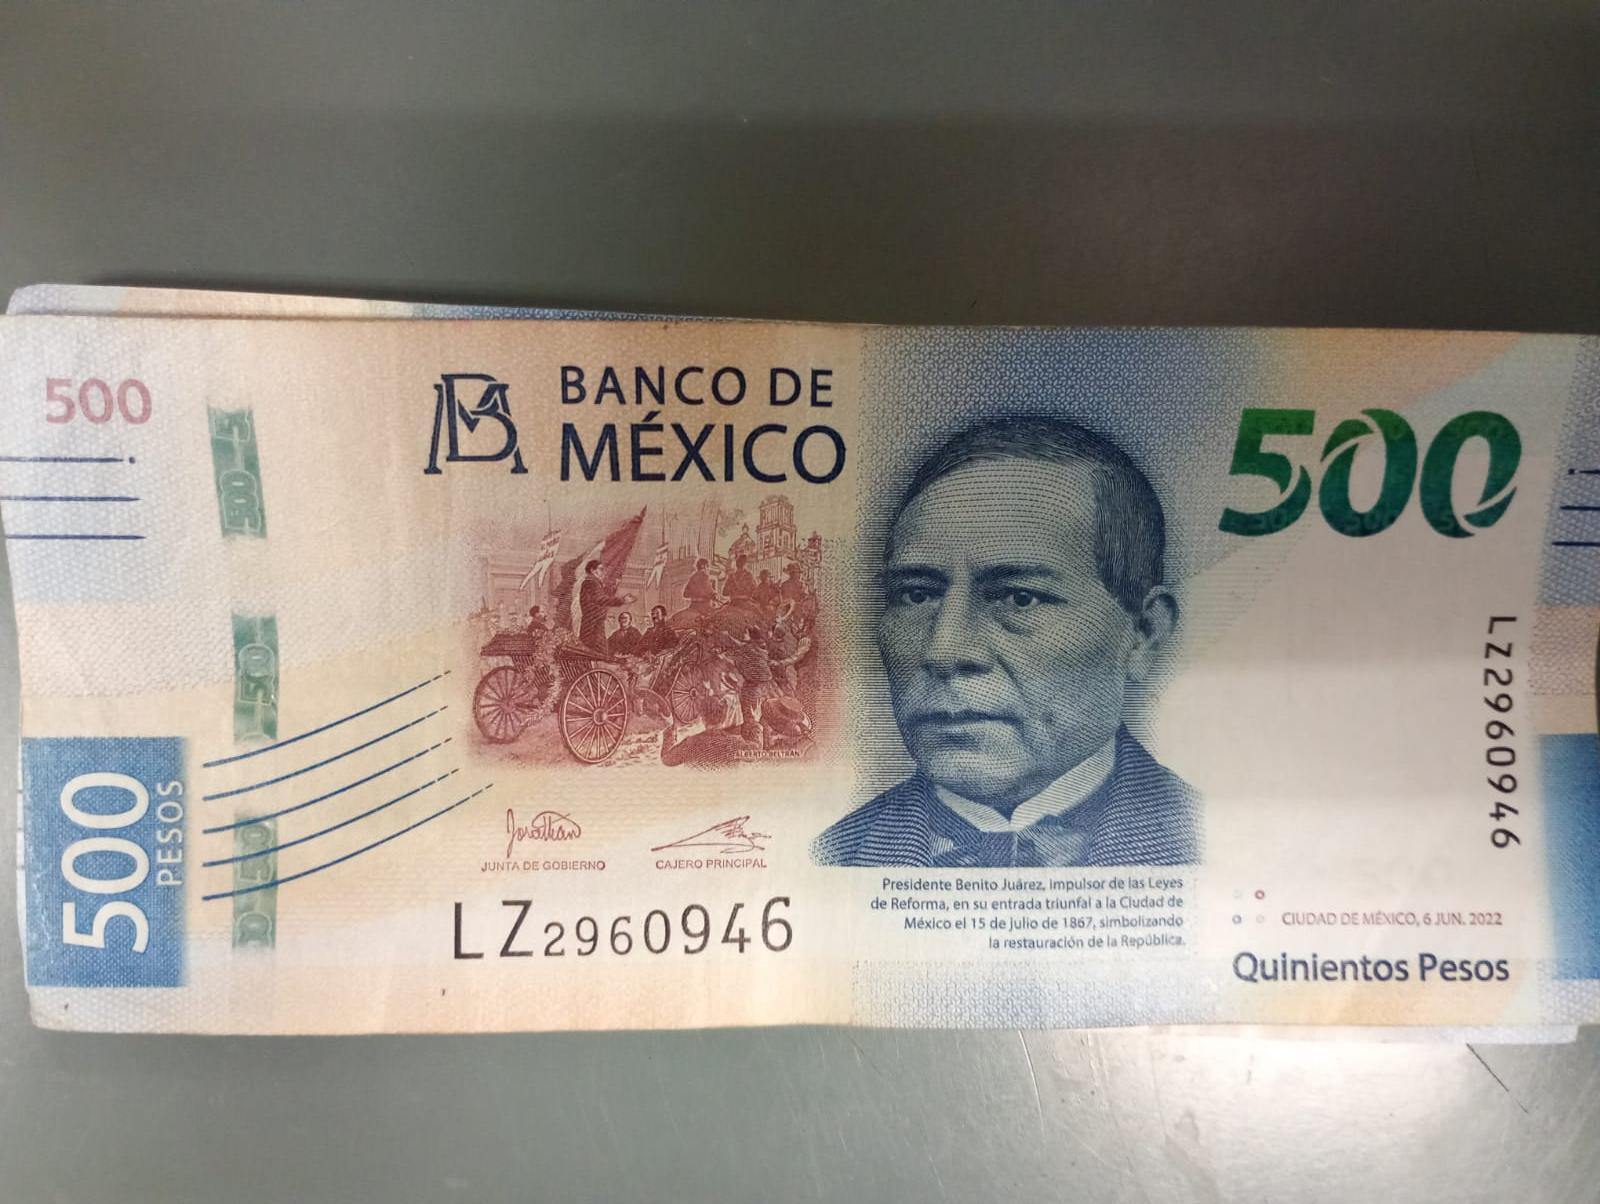 500
BANCO DE
MÉXICO
500
ALBERTO BELTRÁN
LZ2960946
500
PESOS
Jonathan
JUNTA DE GOBIERNO
CAJERO PRINCIPAL
LZ2960946
Presidente Benito Juárez, impulsor de las Leyes
de Reforma, en su entrada triunfal a la Ciudad de
México el 15 de julio de 1867, simbolizando
la restauración de la República.
CIUDAD DE MÉXICO, 6 JUN. 2022
Quinientos Pesos